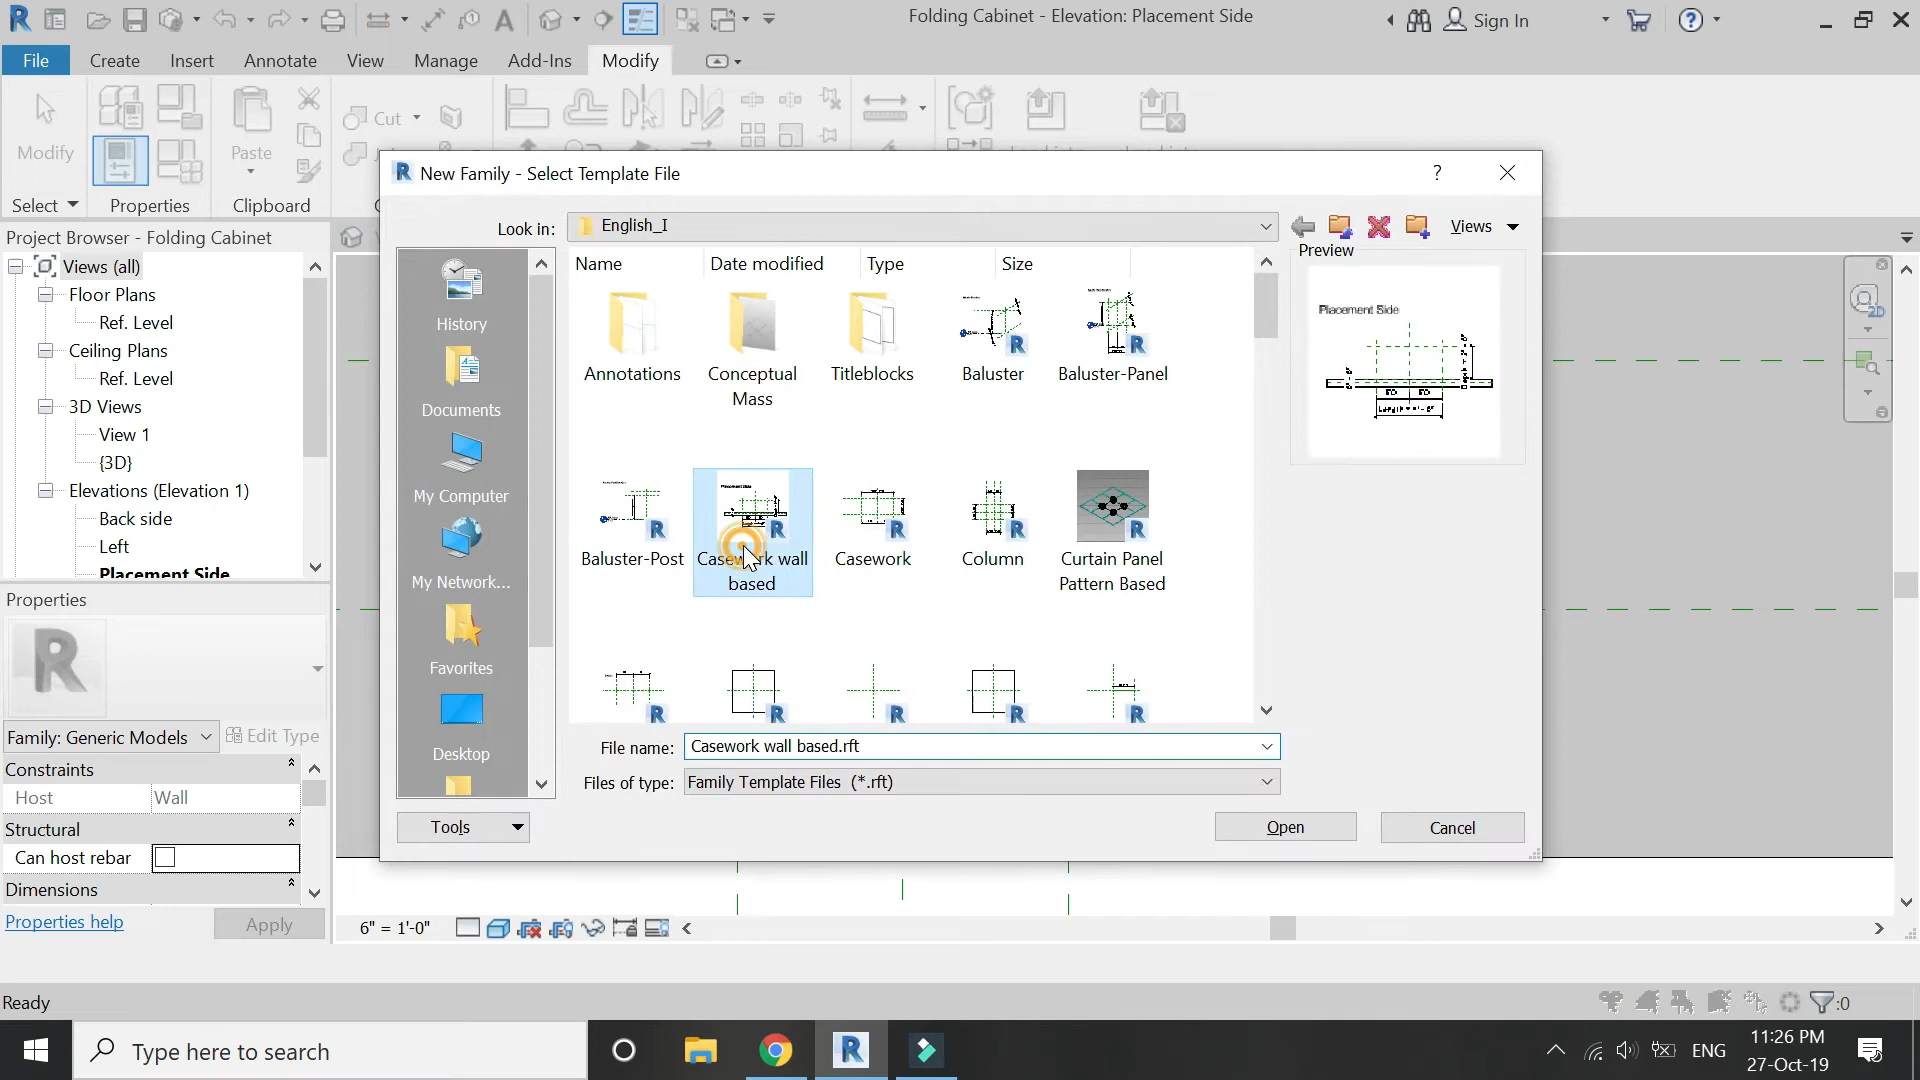 Folding Cabinet - Elevation: Placement Side
Sign In
File
Create
Insert
Annotate
View
Manage
Add-Ins
Modify
Modify
Paste
Cut
Select
Properties
Clipboard
New Family - Select Template File
Look in:
English_I
Views
Project Browser - Folding Cabinet
Views (all)
Floor Plans
Ref. Level
Ceiling Plans
Ref. Level
3D Views
View 1
{3D}
Elevations (Elevation 1)
Back side
Left
Placement Side
History
Documents
My Computer
My Network...
Favorites
Desktop
Name
Date modified
Type
Size
Annotations
Conceptual
Mass
Titleblocks
Baluster
Baluster-Panel
Baluster-Post
Casework wall
based
Casework
Column
Curtain Panel
Pattern Based
Preview
Placement Side
File name:
Casework wall based.rft
Files of type:
Family Template Files (*.rft)
Tools
Open
Cancel
Properties
Family: Generic Models
Edit Type
Constraints
Host
Wall
Structural
Can host rebar
Dimensions
Properties help
Apply
6" = 1'-0"
Ready
:0
Type here to search
ENG
11:26 PM
27-Oct-19